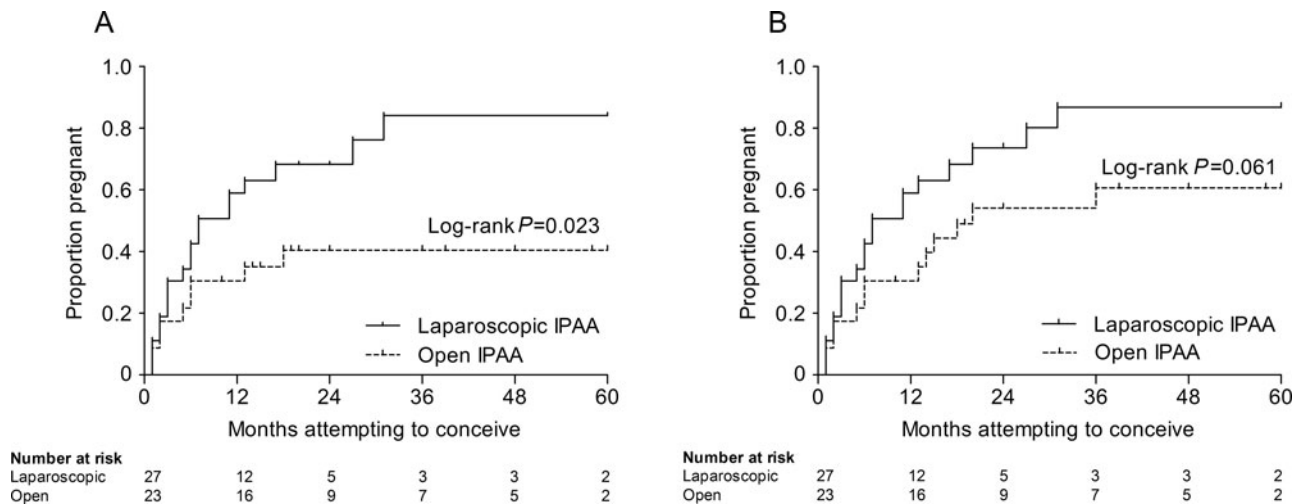 A
Proportion pregnant
1.0
0.8
0.6
0.4
0.2
0
Log-rank P=0.023
Laparoscopic IPAA
Open IPAA
0 12 24 36 48 60
Months attempting to conceive
Number at risk
Laparoscopic 27 12 5 3 3 2
Open 23 16 9 7 5 2
B
Proportion pregnant
1.0
0.8
0.6
0.4
0.2
0
Log-rank P=0.061
Laparoscopic IPAA
Open IPAA
0 12 24 36 48 60
Months attempting to conceive
Number at risk
Laparoscopic 27 12 5 3 3 2
Open 23 16 9 7 5 2